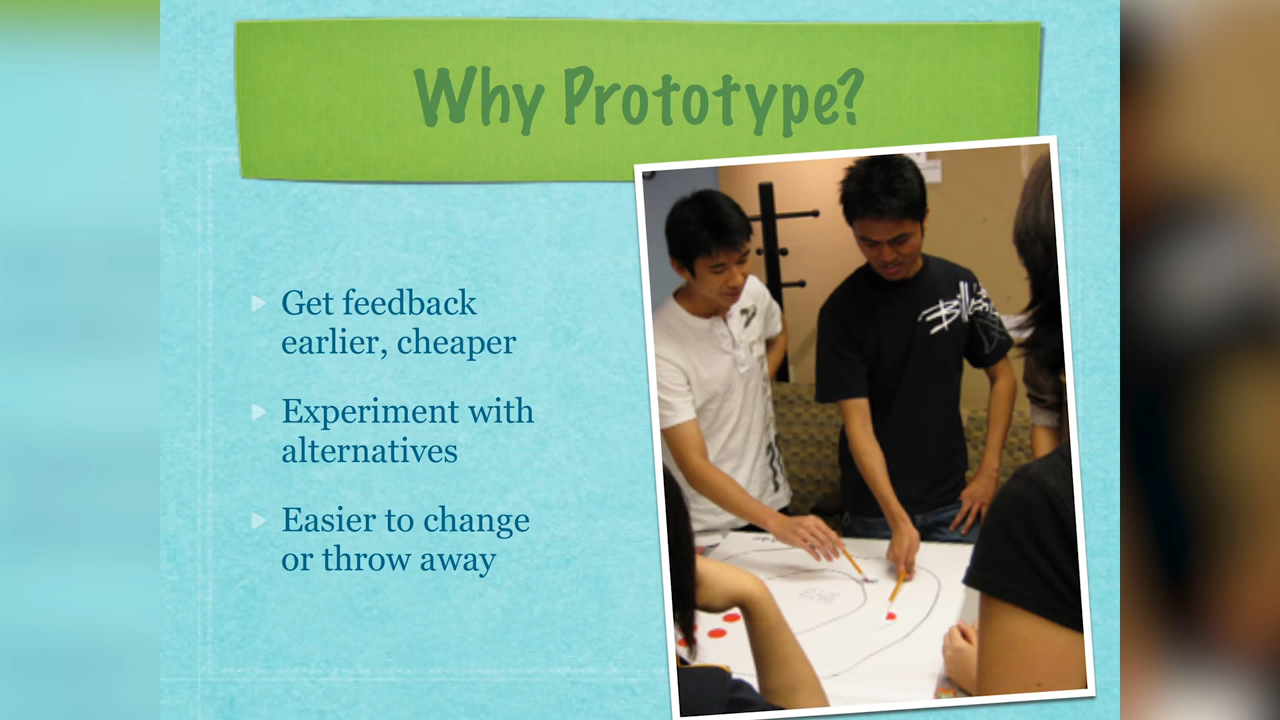 Why Prototype?
Get feedback
earlier, cheaper
Experiment with
alternatives
Easier to change
or throw away